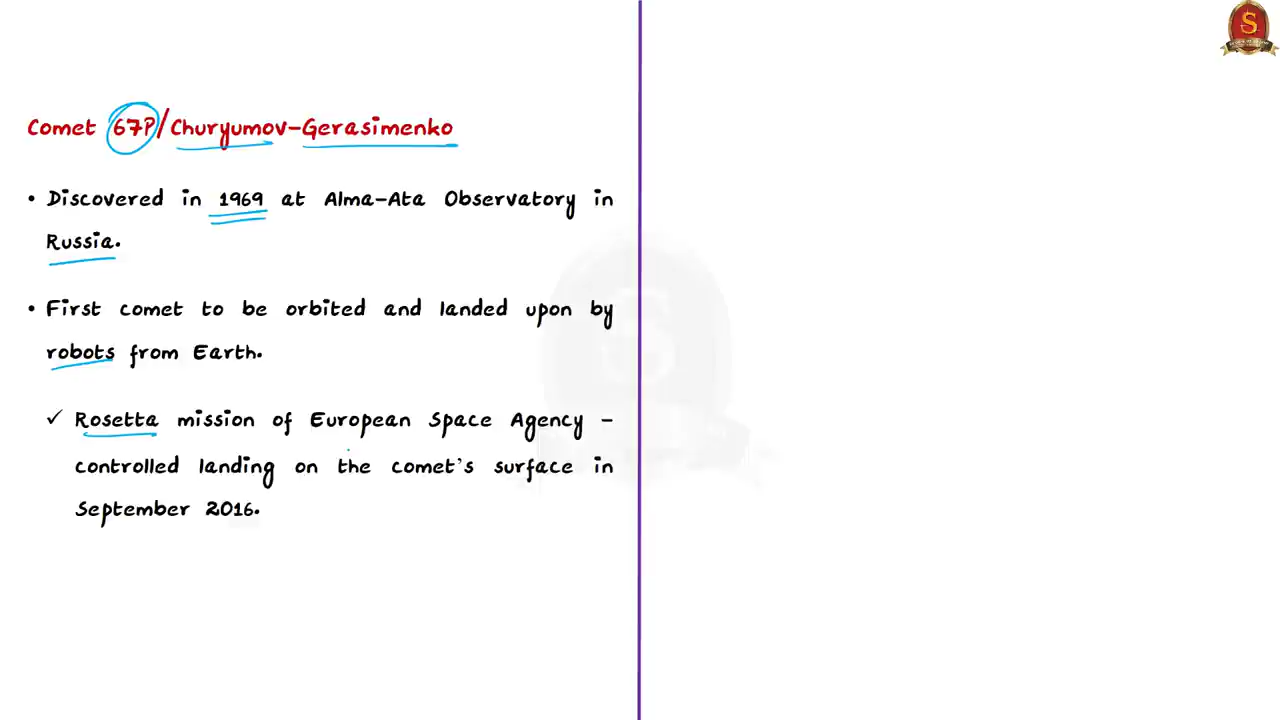 Comet 67P/Churyumov-Gerasimenko
• Discovered in 1969 at Alma-Ata Observatory in
Russia.
• First comet to be orbited and landed upon by
robots from Earth.
✓ Rosetta mission of European Space Agency -
controlled landing on the comet's surface in
September 2016.
S